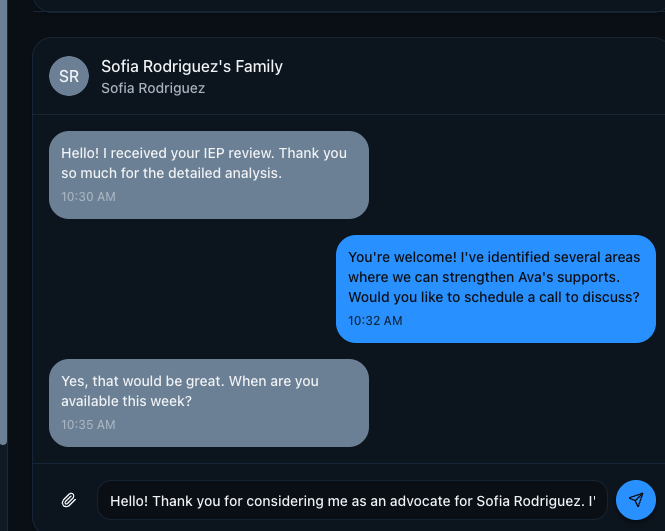 SR
Sofia Rodriguez's Family
Sofia Rodriguez
Hello! I received your IEP review. Thank you
so much for the detailed analysis.
10:30 AM
You're welcome! I've identified several areas
where we can strengthen Ava's supports.
Would you like to schedule a call to discuss?
10:32 AM
Yes, that would be great. When are you
available this week?
10:35 AM
Hello! Thank you for considering me as an advocate for Sofia Rodriguez. I'